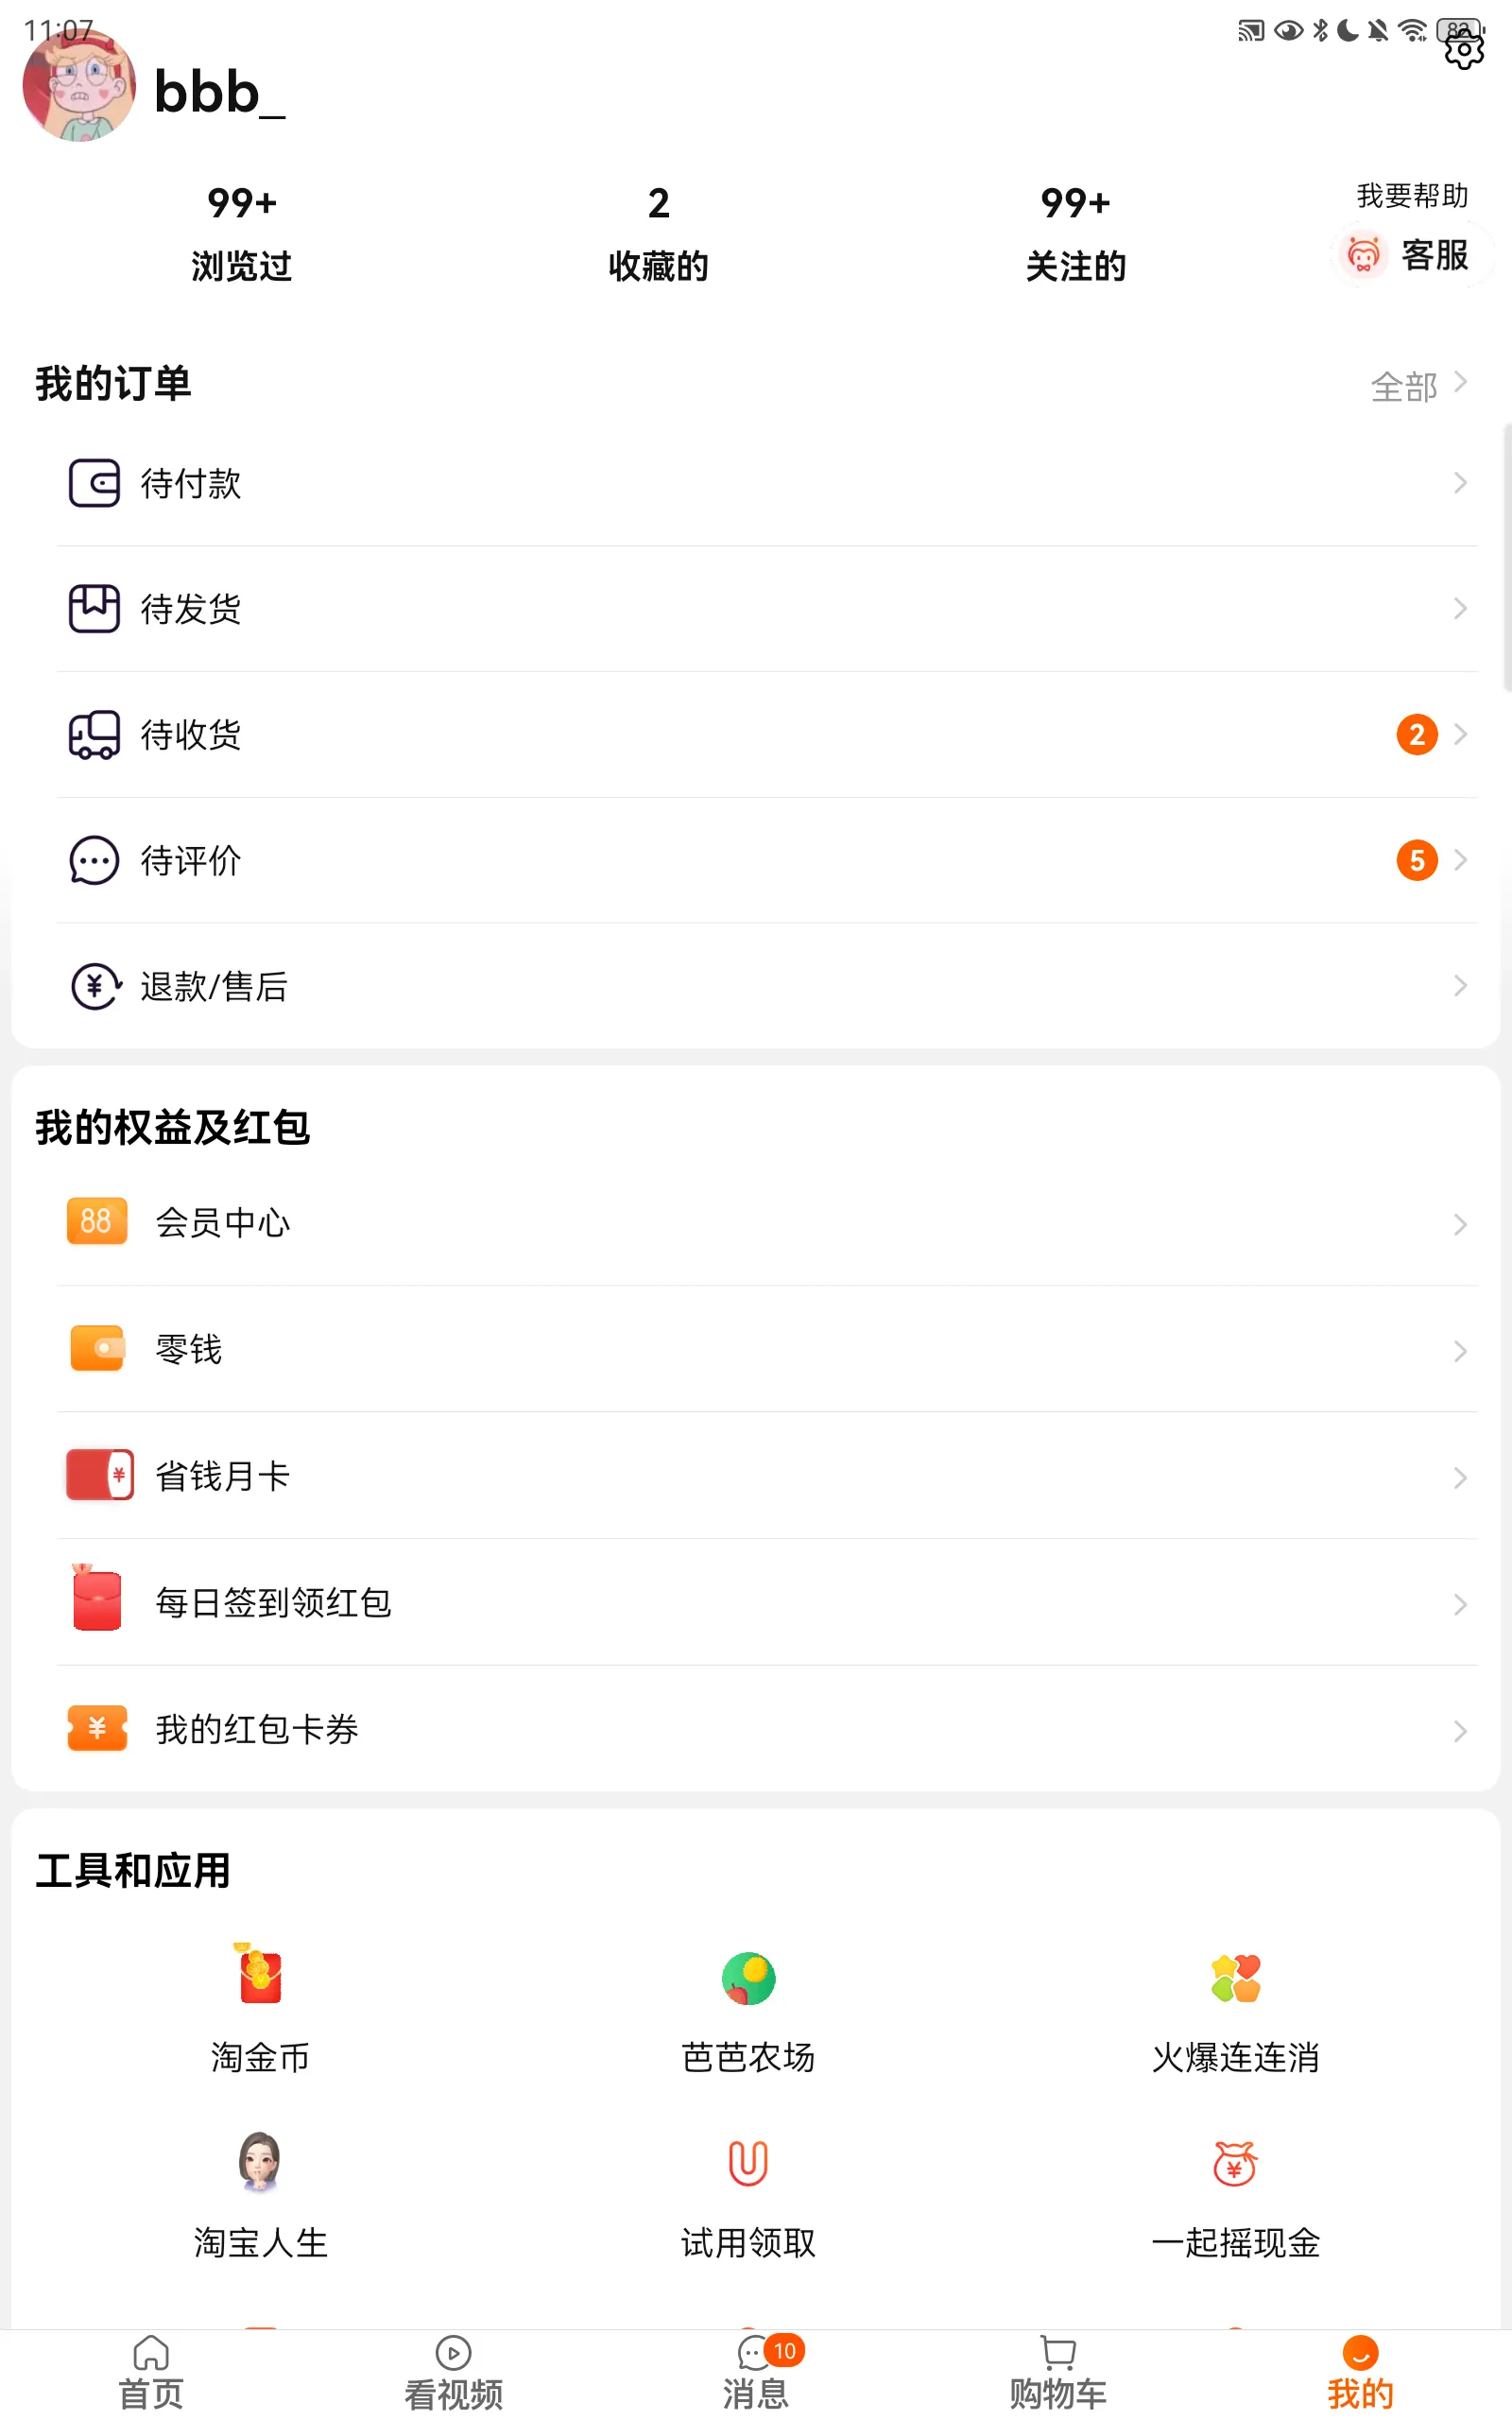 11:07
bbb_
99+
2
99+
我要帮助
浏览过
收藏的
关注的
客服
我的订单
全部
待付款
待发货
待收货
2
待评价
5
退款/售后
我的权益及红包
88
会员中心
零钱
¥
省钱月卡
每日签到领红包
¥
我的红包卡券
工具和应用
淘金币
芭芭农场
火爆连连消
淘宝人生
试用领取
一起摇现金
10
首页
看视频
消息
购物车
我的